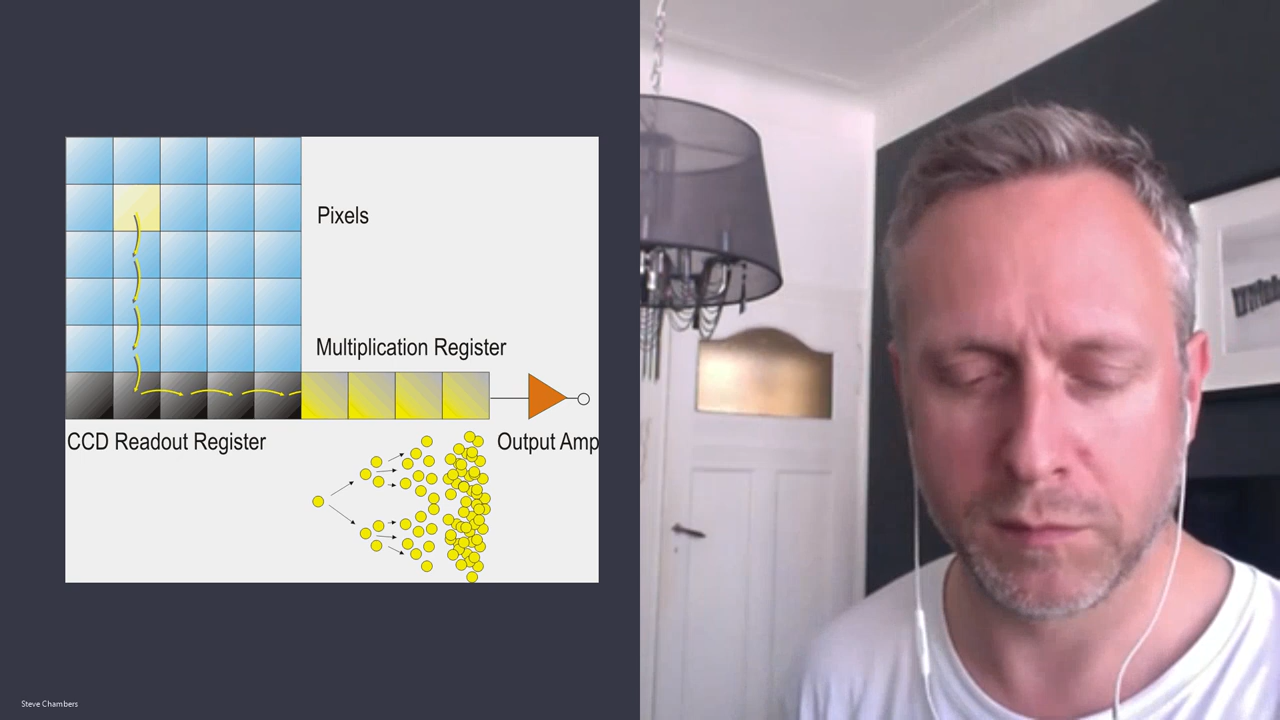 Pixels
Multiplication Register
CCD Readout Register
Output Amp
Steve Chambers